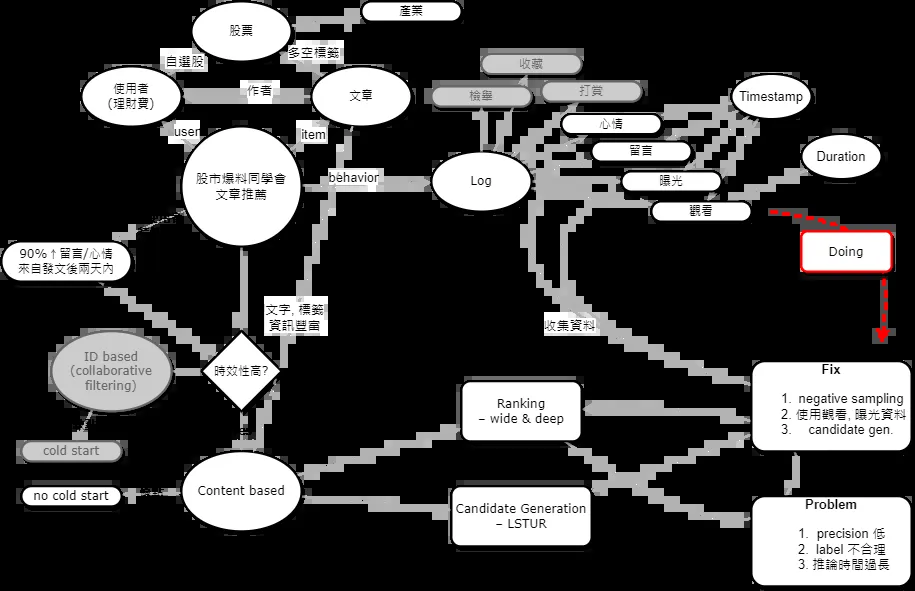 產業
股票
自選股
多空標籤
使用者
(理財寶)
作者
文章
user
item
股市爆料同學會
文章推薦
behavior
Log
收藏
檢舉
打賞
心情
留言
曝光
觀看
Timestamp
Duration
Doing
90%↑留言/心情
來自發文後兩天內
文字, 標籤
資訊豐富
收集資料
時效性高?
ID based
(collaborative
filtering)
cold start
no cold start
Content based
Ranking
– wide & deep
Candidate Generation
– LSTUR
Fix
1. negative sampling
2. 使用觀看, 曝光資料
3. candidate gen.
Problem
1. precision 低
2. label 不合理
3. 推論時間過長